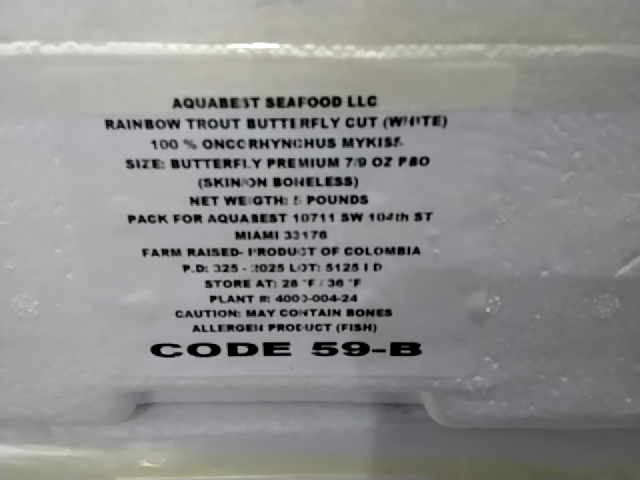 AQUABEST SEAFOOD LLC
RAINBOW TROUT BUTTERFLY CUT (WHITE)
100 % ONCORHYNCHUS MYKISS
SIZE: BUTTERFLY PREMIUM 7/9 OZ PBO
(SKIN/ON BONELESS)
NET WEIGTH: 5 POUNDS
PACK FOR AQUABEST 10711 SW 104th ST
MIAMI 33176
FARM RAISED- PRODUCT OF COLOMBIA
P.D: 325 - 2025 LOT: 5125 D
STORE AT: 28 °F / 36 °F
PLANT #: 4000-004-24
CAUTION: MAY CONTAIN BONES
ALLERGEN PRODUCT (FISH)
CODE 59-B